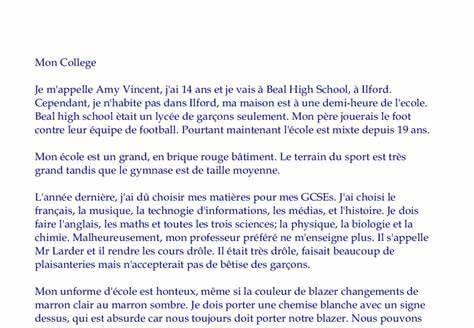 Mon College
Je m'appelle Amy Vincent, j'ai 14 ans et je vais à Beal High School, à Ilford.
Cependant, je n'habite pas dans Ilford, ma maison est à une demi-heure de l'ecole.
Beal high school ètait un lycée de garçons seulement. Mon père jouerais le foot
contre leur équipe de football. Pourtant maintenant l'école est mixte depuis 19 ans.
Mon école est un grand, en brique rouge bâtiment. Le terrain du sport est très
grand tandis que le gymnase est de taille moyenne.
L'année dernière, j'ai dû choisir mes matières pour mes GCSEs. J'ai choisi le
français, la musique, la technogie d'informations, les médias, et l'histoire. Je dois
faire l'anglais, les maths et toutes les trois sciences; la physique, la biologie et la
chimie. Malheureusement, mon professeur préféré ne m'enseigne plus. Il s'appelle
Mr Larder et il rendre les cours drôle. Il était très drôle, faisait beaucoup de
plaisanteries mais n'accepterait pas de bêtise des garçons.
Mon unforme d'école est honteux, même si la couleur de blazer changements de
marron clair au marron sombre. Je dois porter une chemise blanche avec un signe
dessus, qui est absurde car nous toujours doit porter notre blazer. Nous pouvons